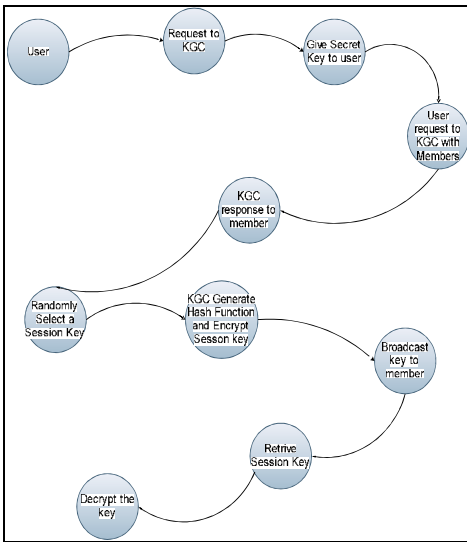 User
Request to
KGC
Give Secret
Key to user
User
request to
KGC with
Members
KGC
response to
member
Randomly
Select a
Session Key
KGC Generate
Hash Function
and Encrypt
Sesson key
Broadcast
key to
member
Retrive
Session Key
Decrypt the
key